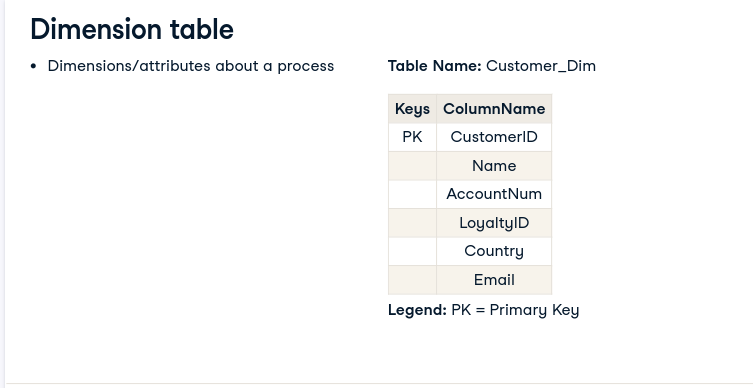 Dimension table
• Dimensions/attributes about a process
Table Name: Customer_Dim
Keys ColumnName
PK CustomerID
Name
AccountNum
LoyaltyID
Country
Email
Legend: PK = Primary Key